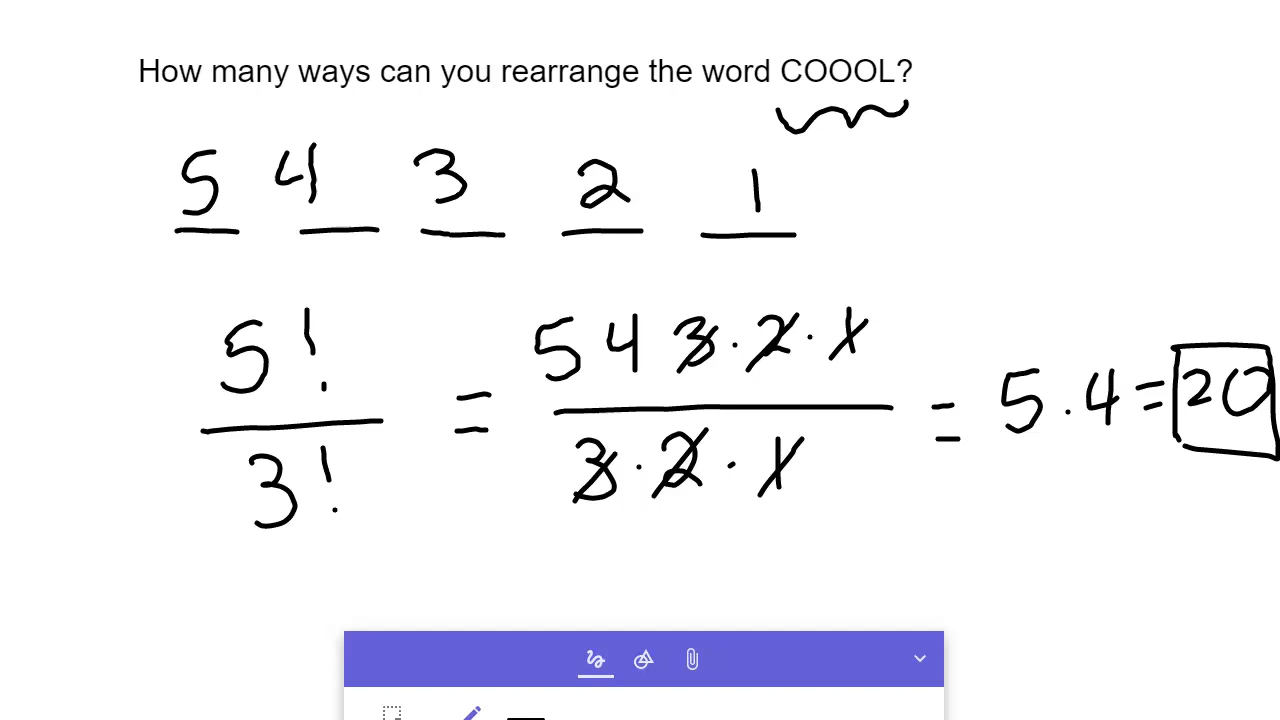 How many ways can you rearrange the word COOOL?
5 4 3 2 1
5! / 3! = 5 4 3 · 2 · 1 / 3 · 2 · 1 = 5 · 4 = 20